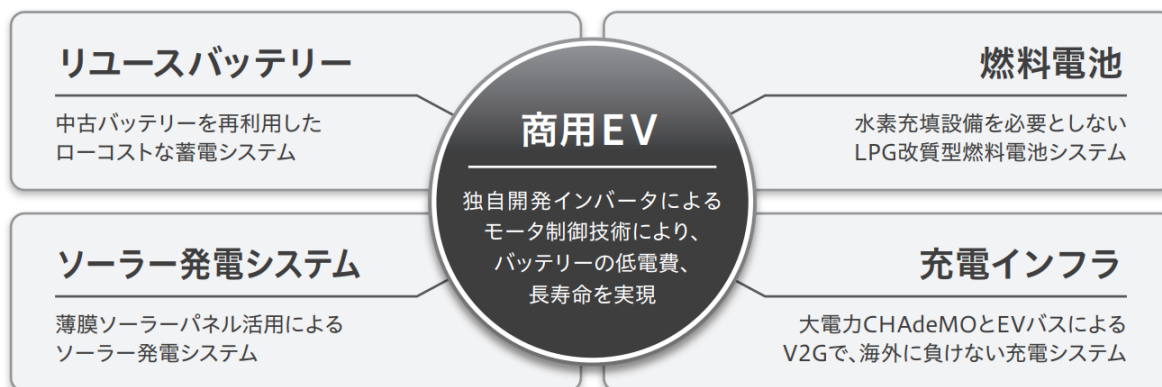 リユースバッテリー
中古バッテリーを再利用した
ローコストな蓄電システム
燃料電池
水素充填設備を必要としない
LPG改質型燃料電池システム
商用EV
独自開発インバータによる
モータ制御技術により、
バッテリーの低電費、
長寿命を実現
ソーラー発電システム
薄膜ソーラーパネル活用による
ソーラー発電システム
充電インフラ
大電力CHAdeMOとEVバスによる
V2Gで、海外に負けない充電システム